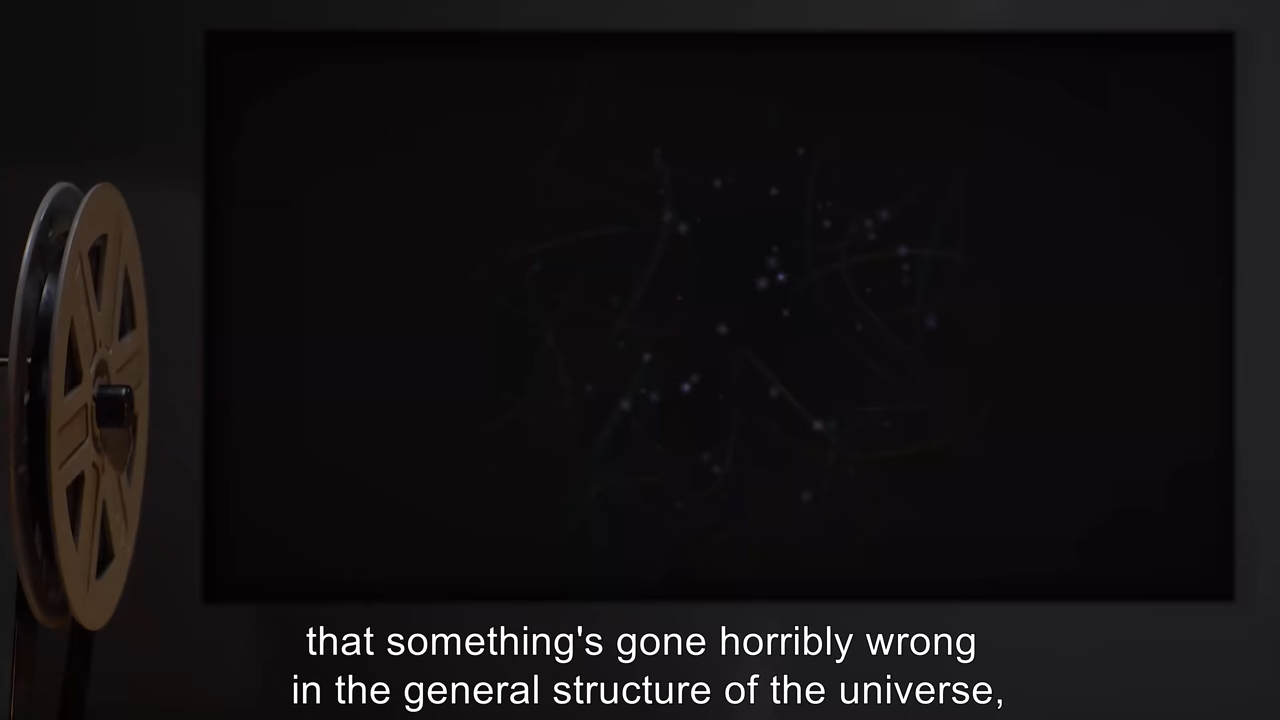 that something's gone horribly wrong
in the general structure of the universe,